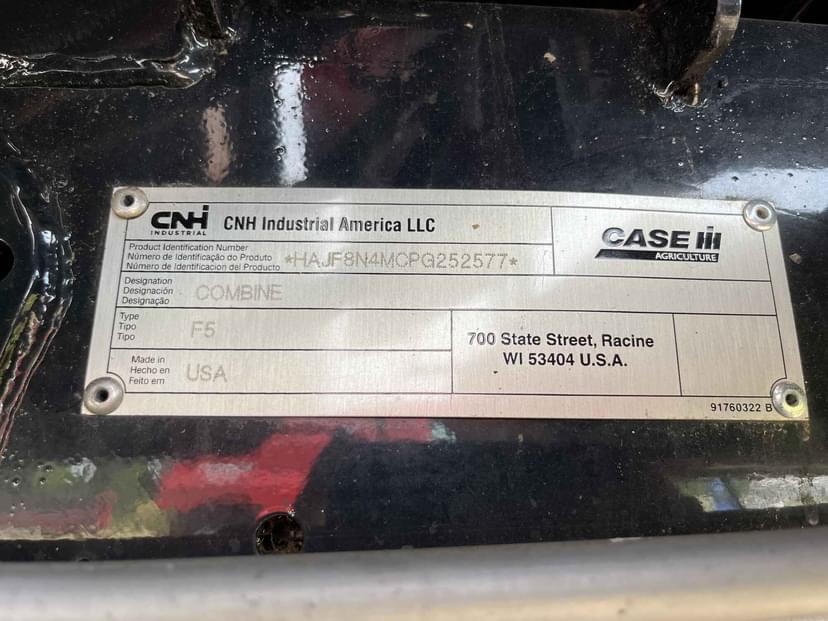 CNH
INDUSTRIAL
CNH Industrial America LLC
CASE IH
AGRICULTURE
Product Identification Number
Número de Identificação do Produto
Número de Identificacion del Producto
*HAJF8N4MCPG252577*
Designation
Designación
Designação
COMBINE
Type
Tipo
Tipo
F5
Made in
Hecho en
Feito em
USA
700 State Street, Racine
WI 53404 U.S.A.
91760322 B